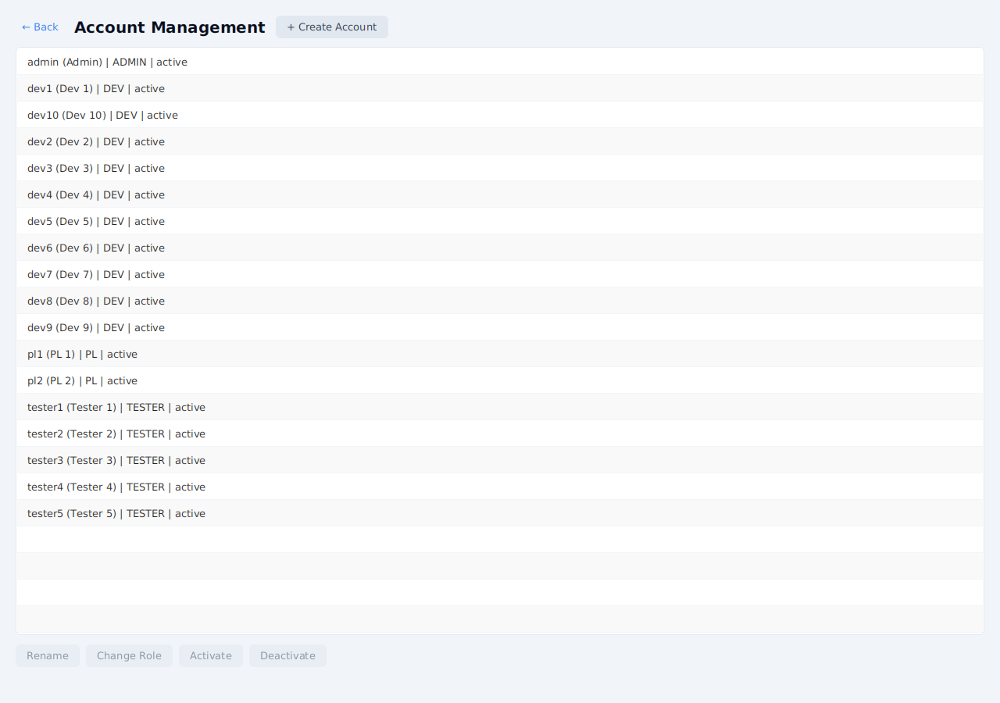 ← Back Account Management + Create Account
admin (Admin) | ADMIN | active
dev1 (Dev 1) | DEV | active
dev10 (Dev 10) | DEV | active
dev2 (Dev 2) | DEV | active
dev3 (Dev 3) | DEV | active
dev4 (Dev 4) | DEV | active
dev5 (Dev 5) | DEV | active
dev6 (Dev 6) | DEV | active
dev7 (Dev 7) | DEV | active
dev8 (Dev 8) | DEV | active
dev9 (Dev 9) | DEV | active
pl1 (PL 1) | PL | active
pl2 (PL 2) | PL | active
tester1 (Tester 1) | TESTER | active
tester2 (Tester 2) | TESTER | active
tester3 (Tester 3) | TESTER | active
tester4 (Tester 4) | TESTER | active
tester5 (Tester 5) | TESTER | active
Rename Change Role Activate Deactivate